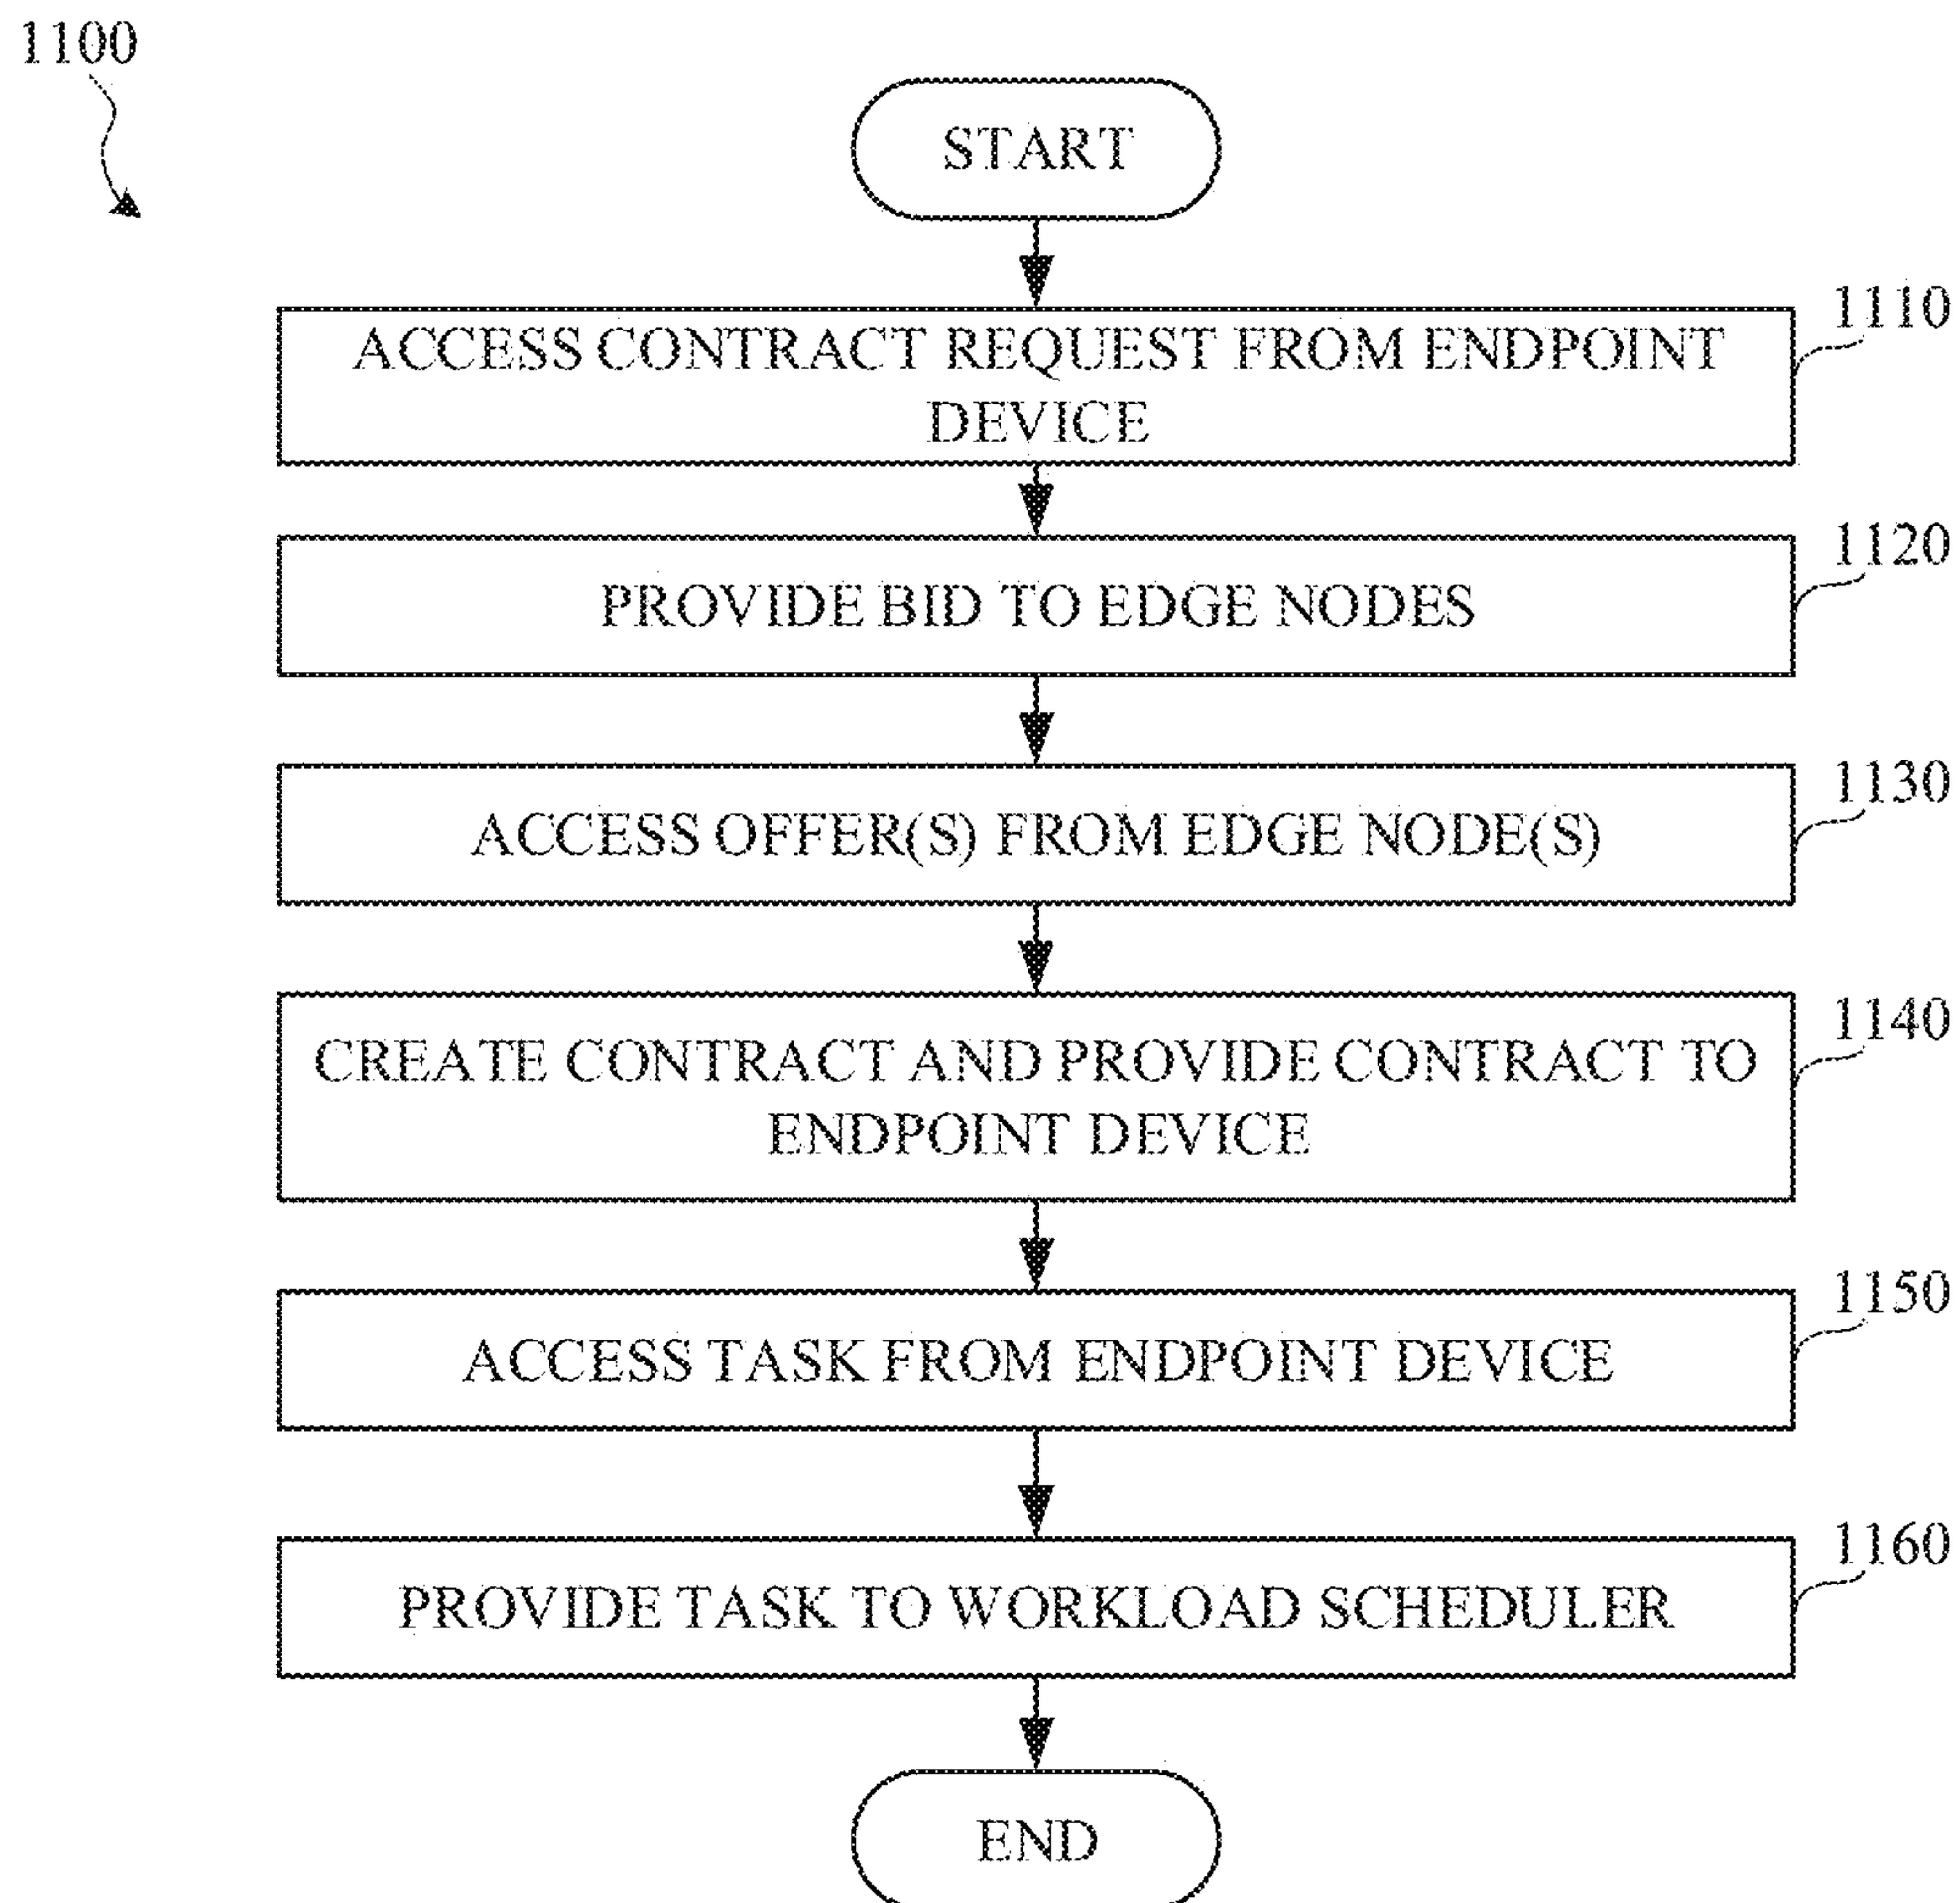 1100
START
1110
ACCESS CONTRACT REQUEST FROM ENDPOINT
DEVICE
1120
PROVIDE BID TO EDGE NODES
1130
ACCESS OFFER(S) FROM EDGE NODE(S)
1140
CREATE CONTRACT AND PROVIDE CONTRACT TO
ENDPOINT DEVICE
1150
ACCESS TASK FROM ENDPOINT DEVICE
1160
PROVIDE TASK TO WORKLOAD SCHEDULER
END